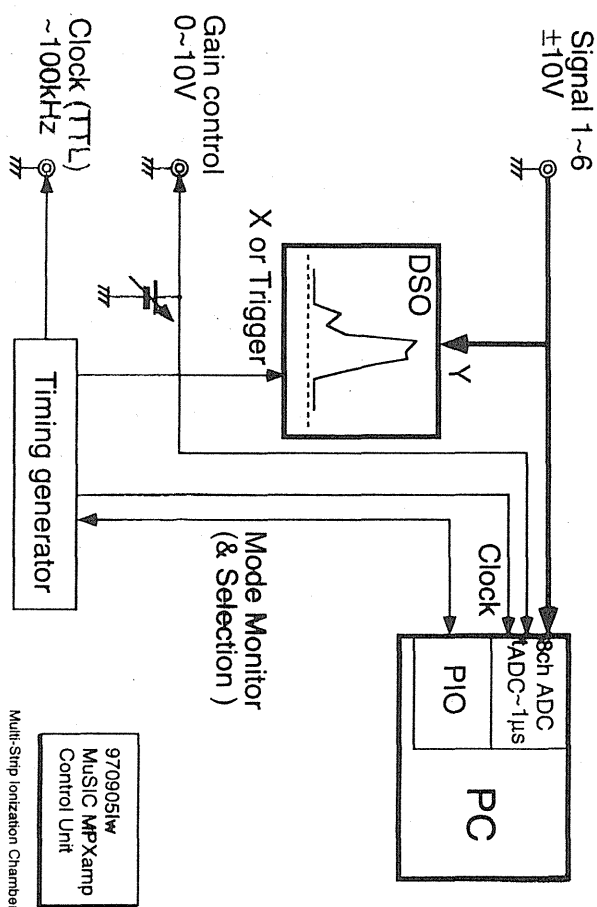 Signal 1~6
±10V
Gain control
0~10V
Clock (TTL)
~100kHz
DSO
Y
X or Trigger
Timing generator
Mode Monitor
(& Selection )
Clock
8ch ADC
tADC~1μs
PIO
PC
970905Iw
MuSIC MPXamp
Control Unit
Multi-Strip Ionization Chamber